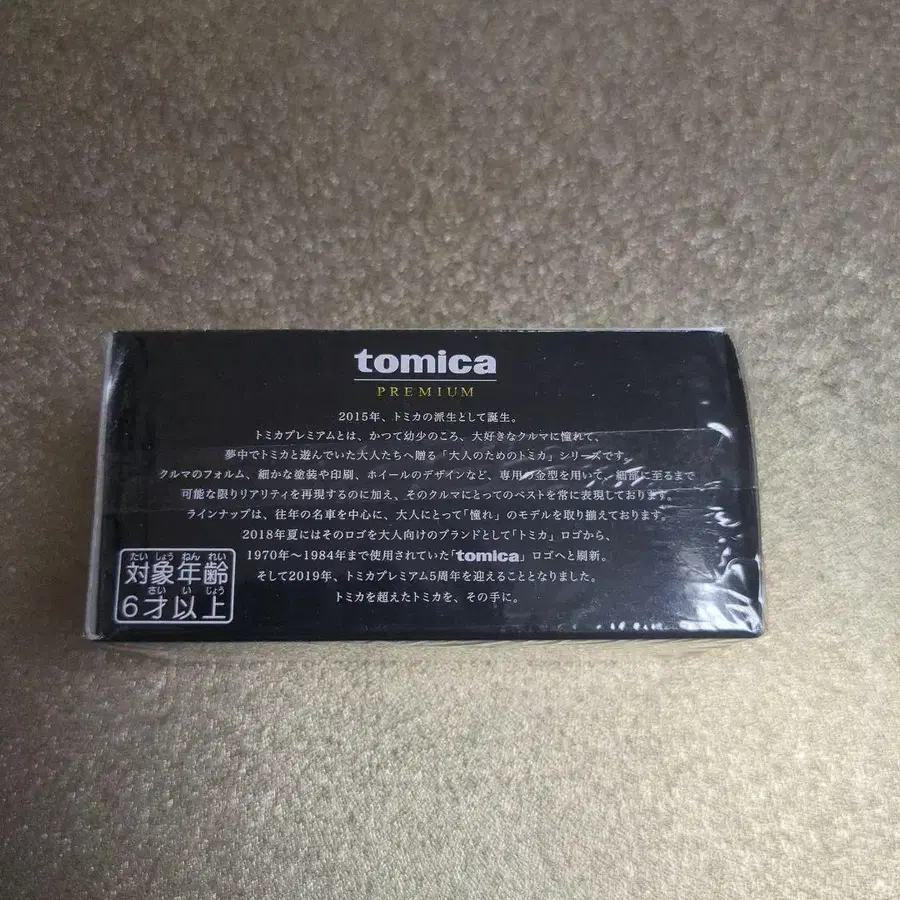 tomica
PREMIUM
2015年、トミカの派生として誕生。
トミカプレミアムとは、かつて幼少のころ、大好きなクルマに憧れて、
夢中でトミカと遊んでいた大人たちへ贈る「大人のためのトミカ」シリーズです。
クルマのフォルム、細かな塗装や印刷、ホイールのデザインなど、専用の金型を用いて、細部に至るまで
可能な限りリアリティを再現するのに加え、そのクルマにとってのベストを常に表現しております。
ラインナップは、往年の名車を中心に、大人にとって「憧れ」のモデルを取り揃えております。
2018年夏にはそのロゴを大人向けのブランドとして「トミカ」ロゴから、
1970年〜1984年まで使用されていた「tomica」ロゴへと刷新。
そして2019年、トミカプレミアム5周年を迎えることとなりました。
トミカを超えたトミカを、その手に。
たい しょう ねん れい
対象年齢
さい い じょう
6才以上